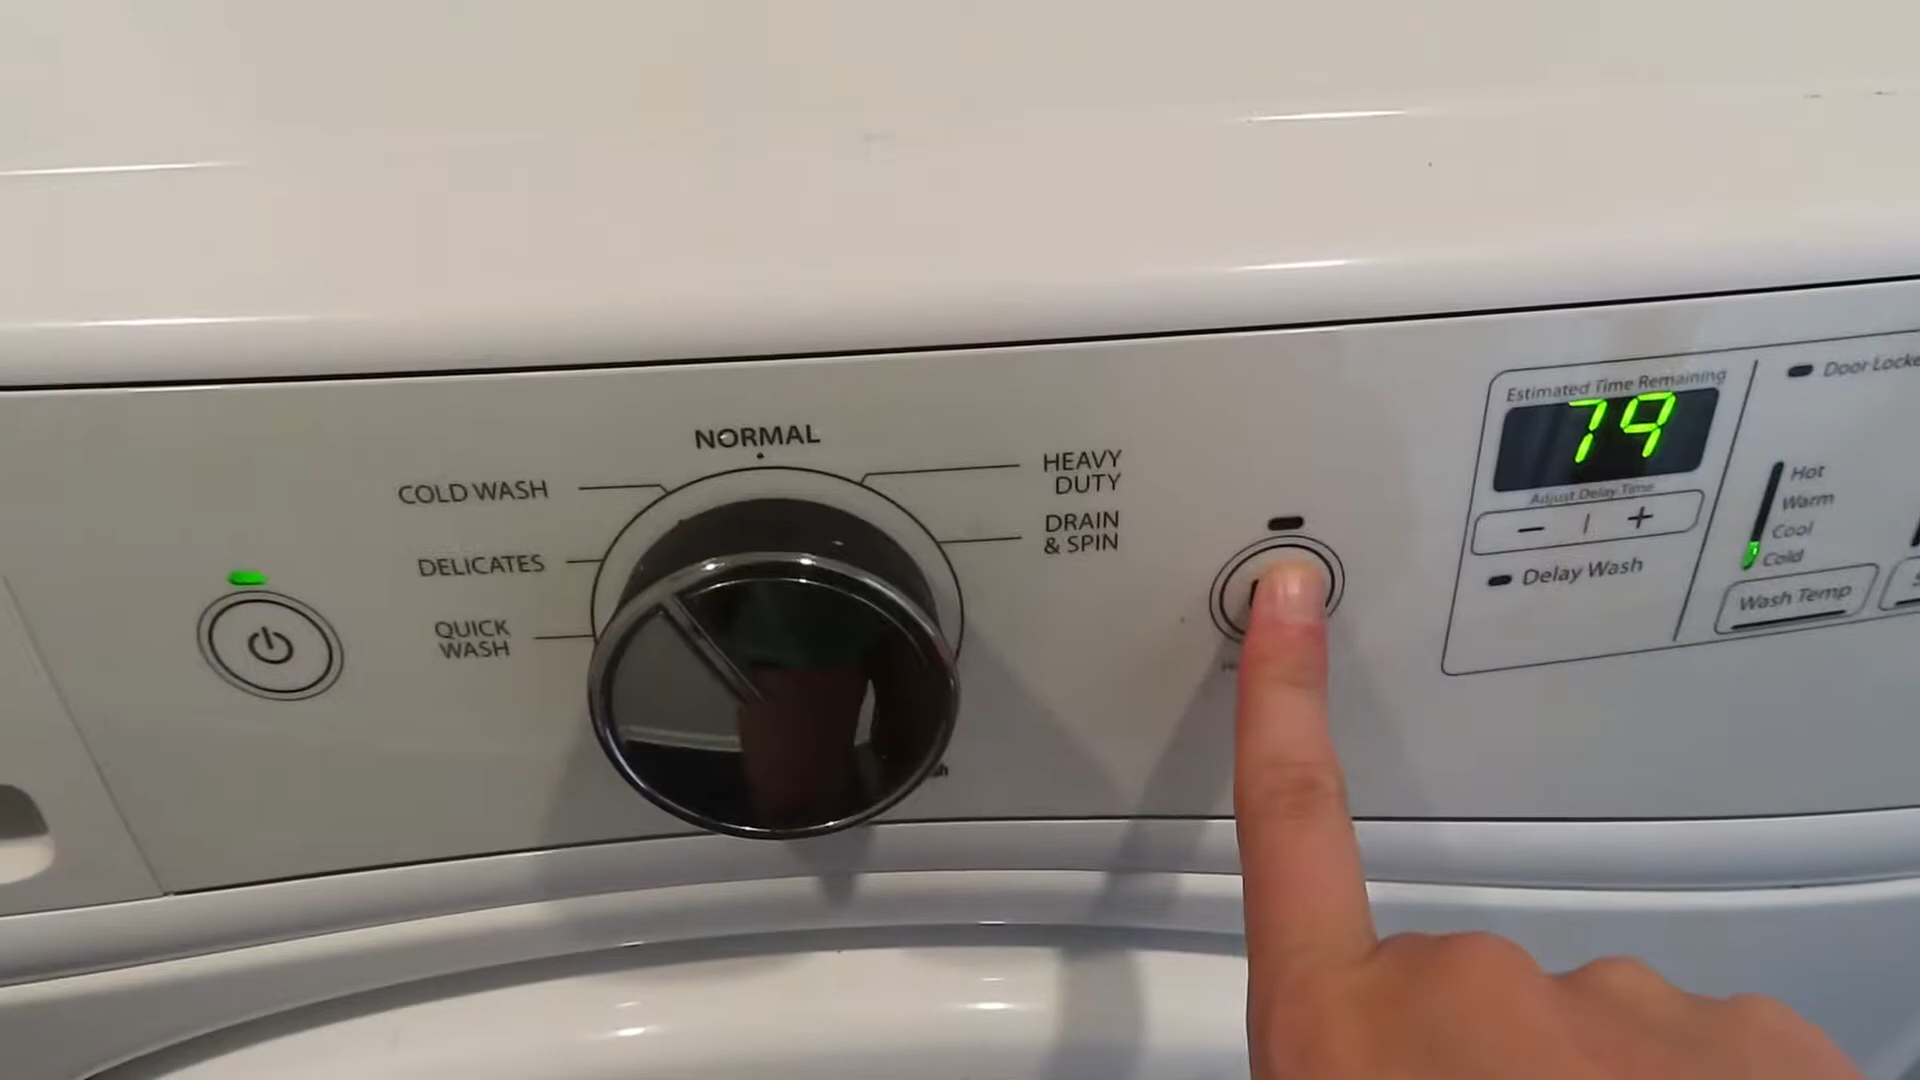 NORMAL
COLD WASH
DELICATES
QUICK
WASH
HEAVY
DUTY
DRAIN
& SPIN
Estimated Time Remaining
79
Adjust Delay Time
− | +
Delay Wash
Hot
Warm
Cool
Cold
Wash Temp
Door